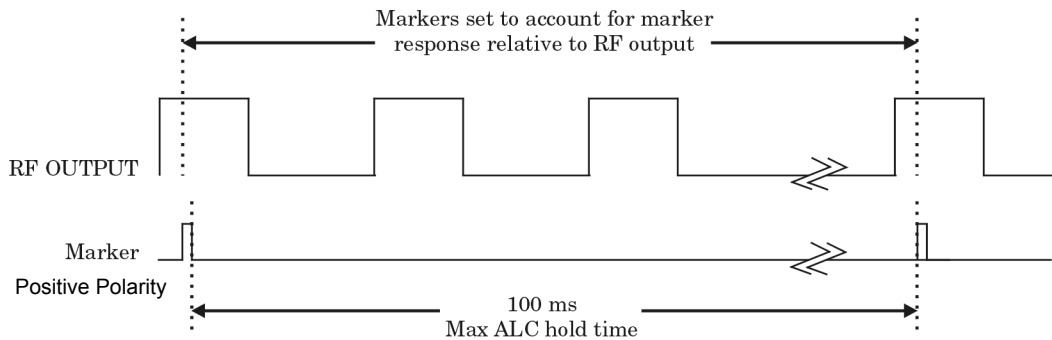 Markers set to account for marker
response relative to RF output
RF OUTPUT
Marker
Positive Polarity
100 ms
Max ALC hold time